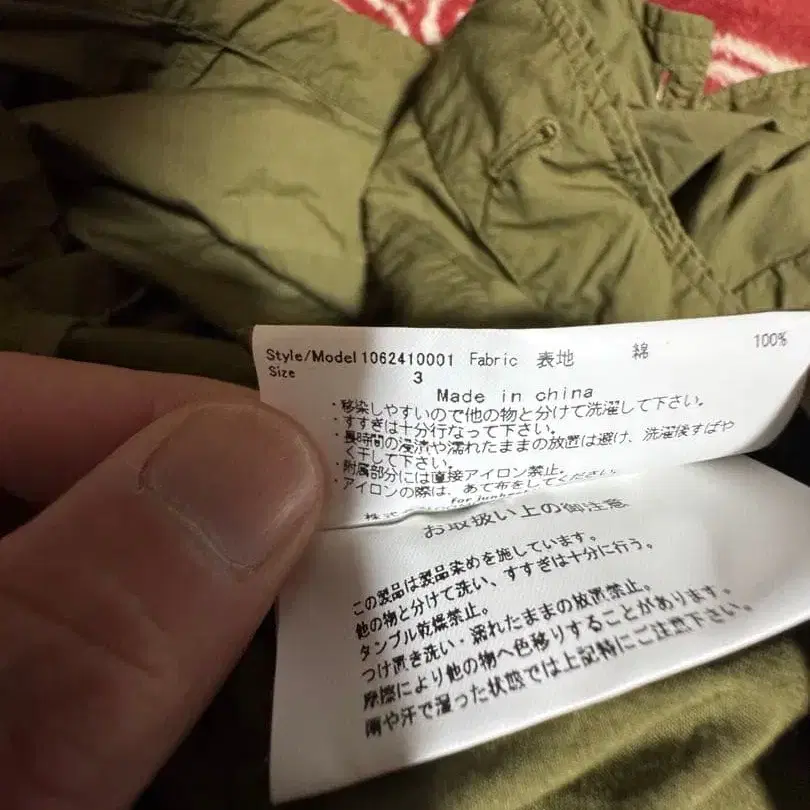 Style/Model 1062410001 Fabric 表地 綿 100%
Size 3
Made in china
・移染しやすいので他の物と分けて洗濯して下さい。
・すすぎは十分行なって下さい。
・長時間の浸漬や濡れたままの放置は避け、洗濯後すばや
く干して下さい。
・附属部分には直接アイロン禁止。
・アイロンの際は、あて布をしてください。
株式
お取扱い上の御注意
この製品は製品染めを施しています。
他の物と分けて洗い、すすぎは十分に行う。
タンブル乾燥禁止。
つけ置き洗い・濡れたままの放置禁止。
摩擦により他の物へ色移りすることがあります。
雨や汗で湿った状態では上記特にご注意下さい。